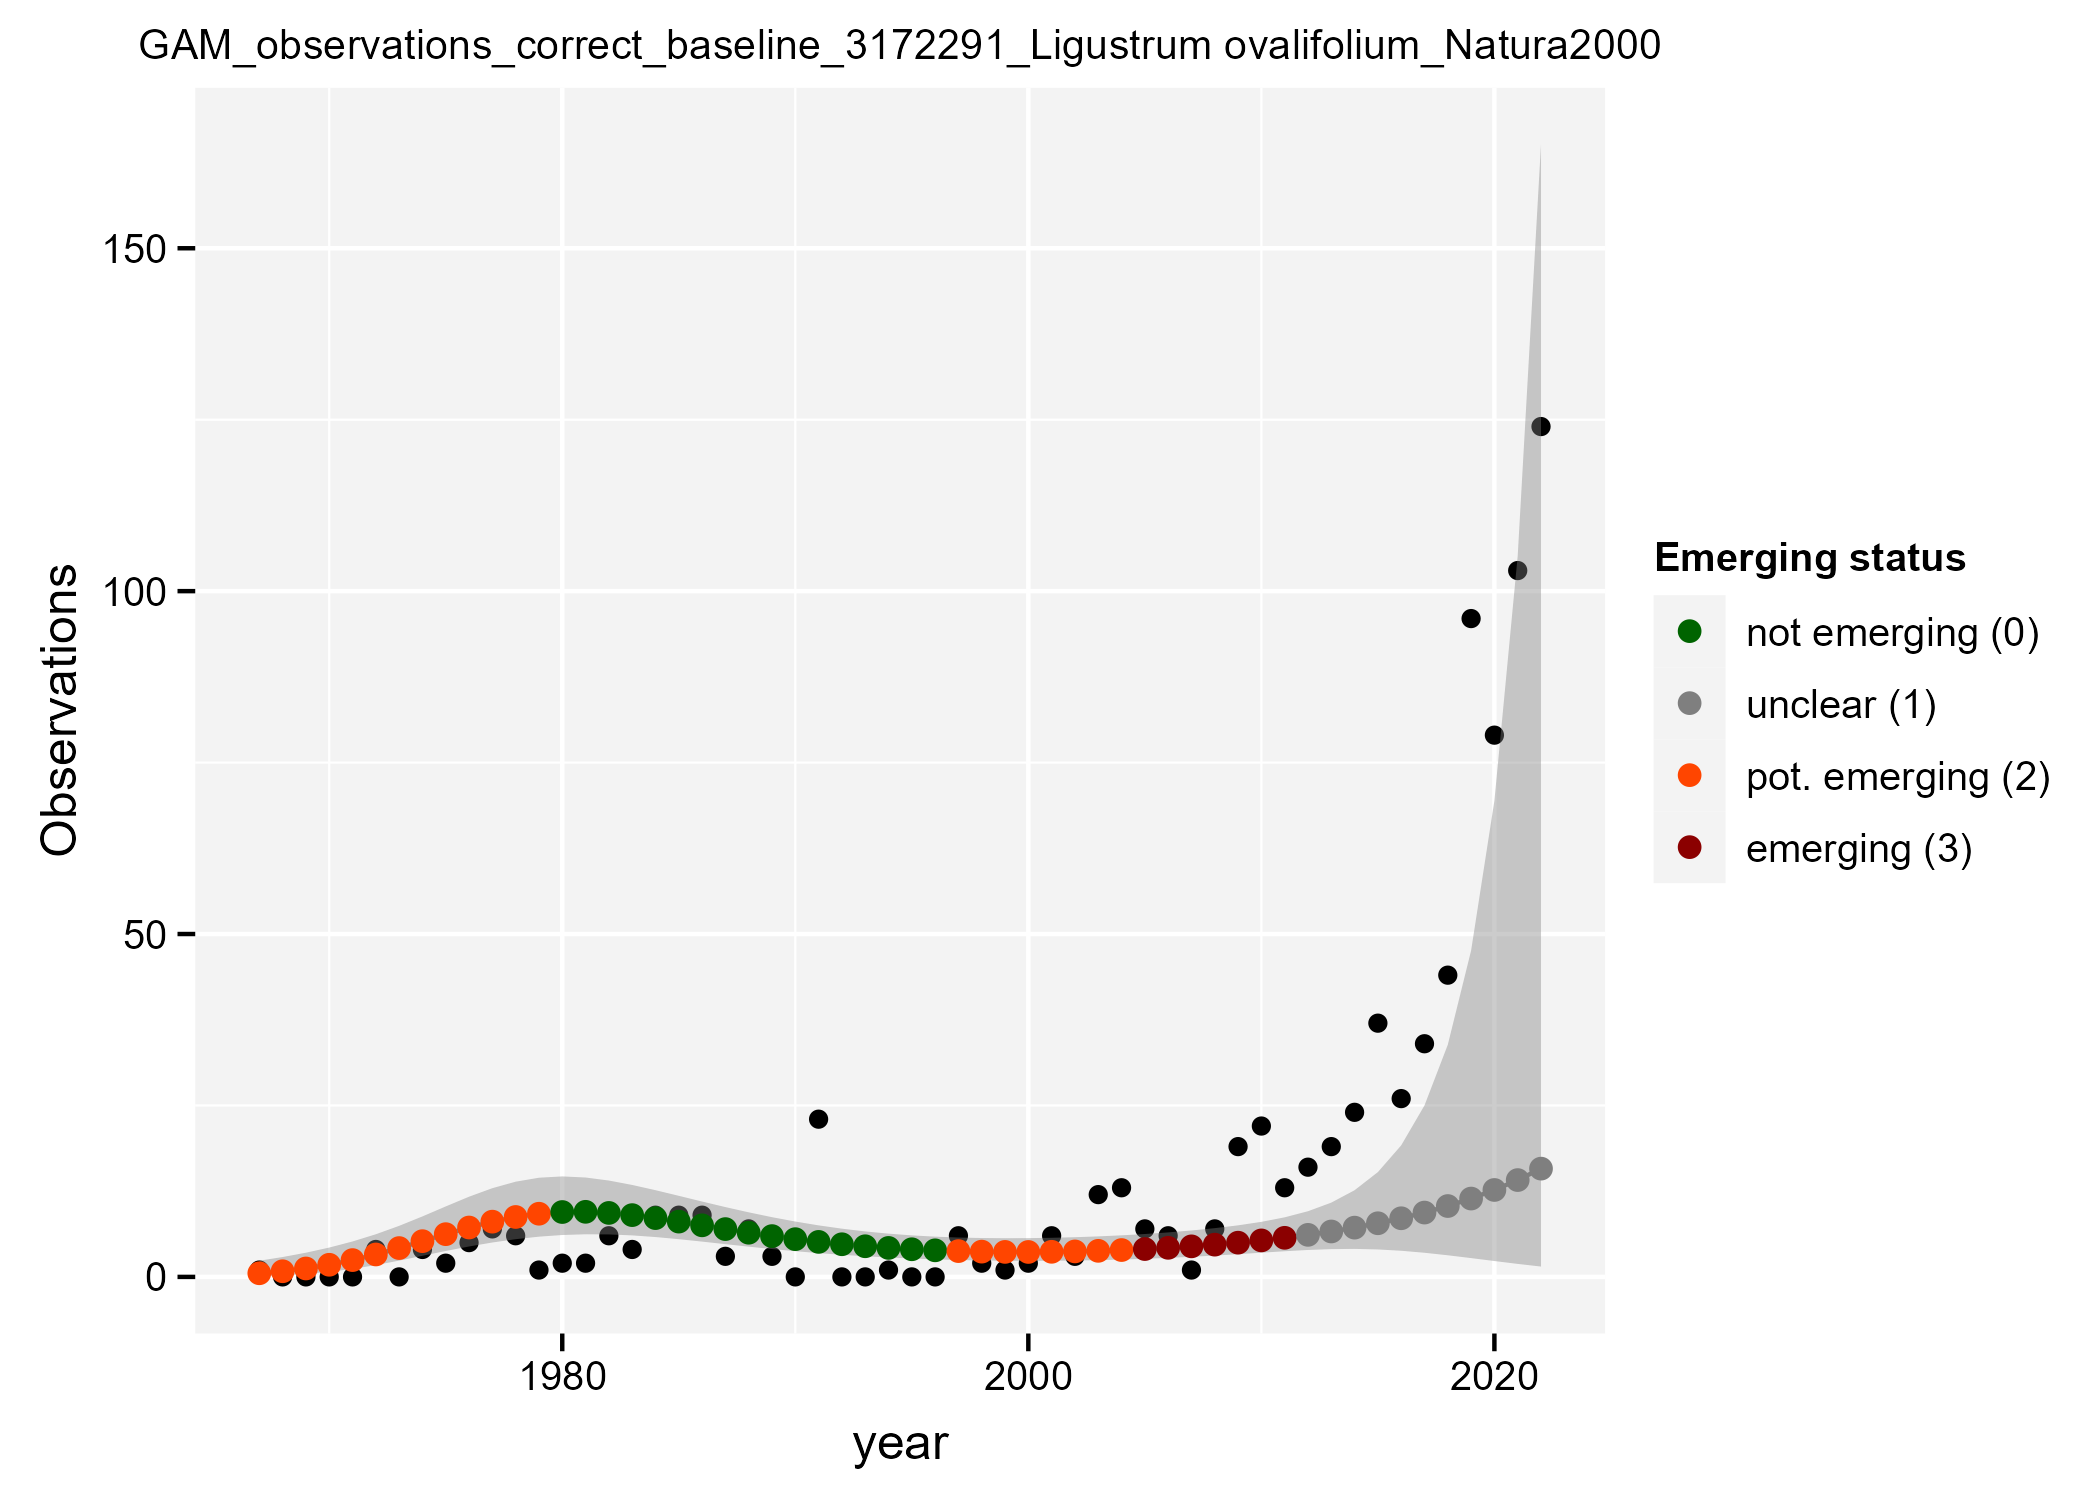 GAM_observations_correct_baseline_3172291_Ligustrum ovalifolium_Natura2000
150
100
50
0
Observations
1980
2000
2020
year
Emerging status
not emerging (0)
unclear (1)
pot. emerging (2)
emerging (3)